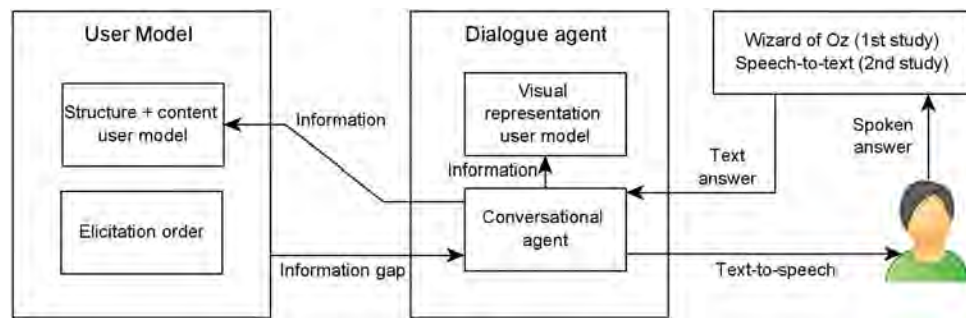 User Model
Structure + content
user model
Elicitation order
Information
Information gap
Dialogue agent
Visual
representation
user model
Information
Conversational
agent
Wizard of Oz (1st study)
Speech-to-text (2nd study)
Text
answer
Spoken
answer
Text-to-speech